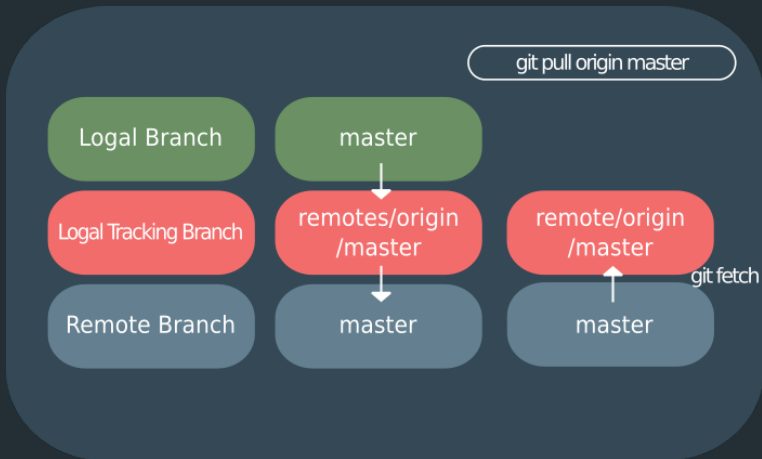 git pull origin master
Logal Branch
master
Logal Tracking Branch
remotes/origin
/master
remote/origin
/master
git fetch
Remote Branch
master
master